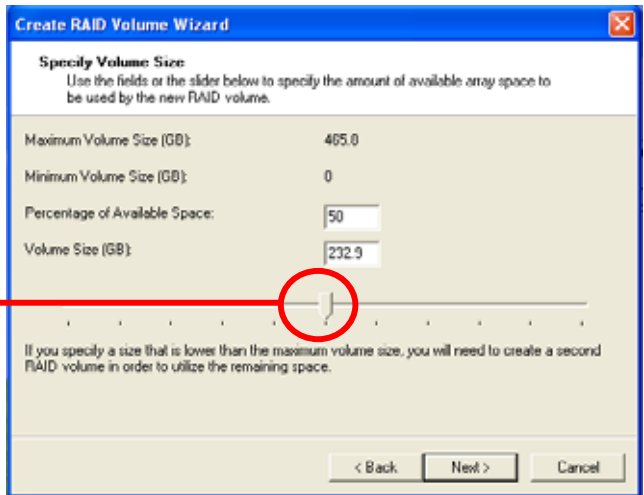 Create RAID Volume Wizard
Specify Volume Size
Use the fields or the slider below to specify the amount of available array space to
be used by the new RAID volume.
Maximum Volume Size (GB): 465.8
Minimum Volume Size (GB): 0
Percentage of Available Space: 50
Volume Size (GB): 232.9
If you specify a size that is lower than the maximum volume size, you will need to create a second
RAID volume in order to utilize the remaining space.
< Back Next > Cancel